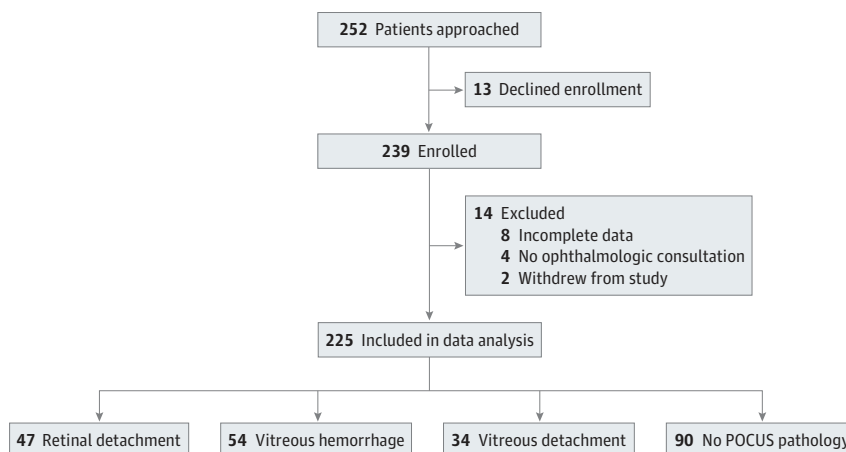 252 Patients approached
13 Declined enrollment
239 Enrolled
14 Excluded
8 Incomplete data
4 No ophthalmologic consultation
2 Withdrew from study
225 Included in data analysis
47 Retinal detachment
54 Vitreous hemorrhage
34 Vitreous detachment
90 No POCUS pathology